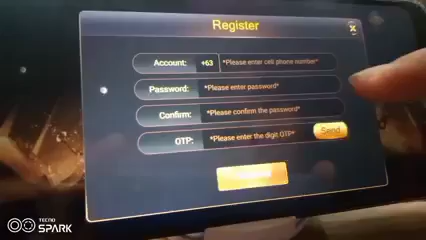 Register
X
Account: +63 *Please enter cell phone number*
Password: *Please enter password*
Confirm: *Please confirm the password*
OTP: *Please enter the digit OTP* Send
TECNO
SPARK